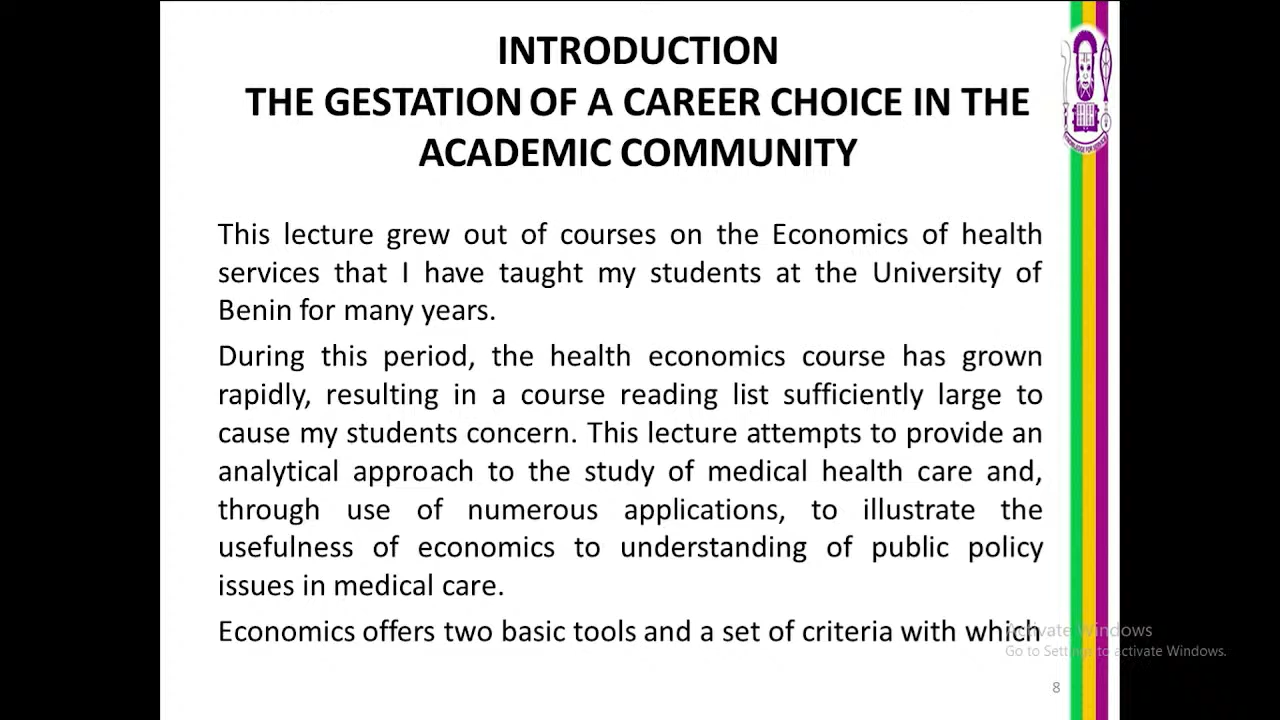 INTRODUCTION
THE GESTATION OF A CAREER CHOICE IN THE
ACADEMIC COMMUNITY
This lecture grew out of courses on the Economics of health
services that I have taught my students at the University of
Benin for many years.
During this period, the health economics course has grown
rapidly, resulting in a course reading list sufficiently large to
cause my students concern. This lecture attempts to provide an
analytical approach to the study of medical health care and,
through use of numerous applications, to illustrate the
usefulness of economics to understanding of public policy
issues in medical care.
Economics offers two basic tools and a set of criteria with which
Activate Windows
Go to Settings to activate Windows.
8
KNOWLEDGE FOR SERVICE